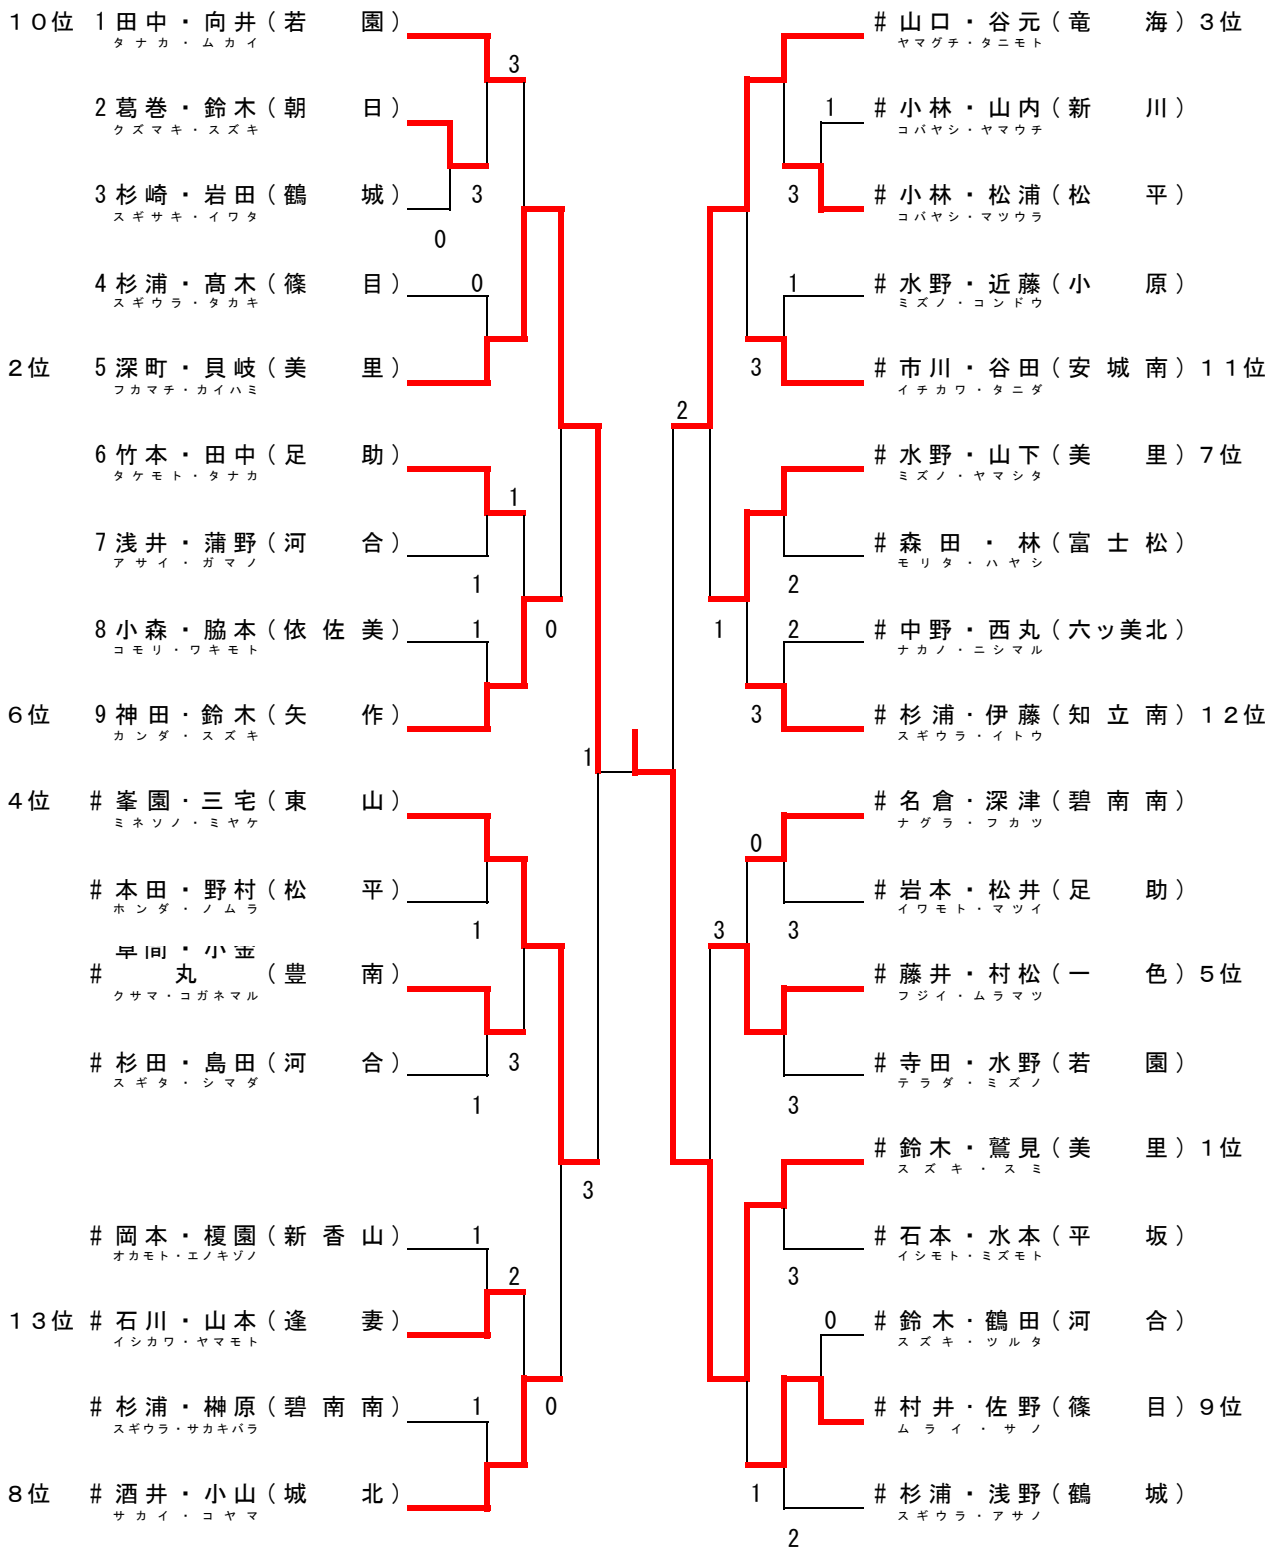 10位 1 田中・向井(若園)
タナカ・ムカイ
3
2 葛巻・鈴木(朝日)
クズマキ・スズキ
3 杉崎・岩田(鶴城)
スギサキ・イワタ
3
0
4 杉浦・髙木(篠目)
スギウラ・タカキ
0
2位 5 深町・貝岐(美里)
フカマチ・カイハミ
6 竹本・田中(足助)
タケモト・タナカ
1
7 浅井・蒲野(河合)
アサイ・ガマノ
1
8 小森・脇本(依佐美)
コモリ・ワキモト
1
0
6位 9 神田・鈴木(矢作)
カンダ・スズキ
1
4位 # 峯園・三宅(東山)
ミネソノ・ミヤケ
# 本田・野村(松平)
ホンダ・ノムラ
1
草間・小金
# 丸(豊南)
クサマ・コガネマル
# 杉田・島田(河合)
スギタ・シマダ
3
1
3
# 岡本・榎園(新香山)
オカモト・エノキゾノ
1
2
13位 # 石川・山本(逢妻)
イシカワ・ヤマモト
# 杉浦・榊原(碧南南)
スギウラ・サカキバラ
1
0
8位 # 酒井・小山(城北)
サカイ・コヤマ
# 山口・谷元(竜海)3位
ヤマグチ・タニモト
1
# 小林・山内(新川)
コバヤシ・ヤマウチ
3
# 小林・松浦(松平)
コバヤシ・マツウラ
1
# 水野・近藤(小原)
ミズノ・コンドウ
3
# 市川・谷田(安城南)11位
イチカワ・タニダ
2
# 水野・山下(美里)7位
ミズノ・ヤマシタ
# 森田・林(富士松)
モリタ・ハヤシ
2
1
2
# 中野・西丸(六ッ美北)
ナカノ・ニシマル
3
# 杉浦・伊藤(知立南)12位
スギウラ・イトウ
# 名倉・深津(碧南南)
ナグラ・フカツ
0
# 岩本・松井(足助)
イワモト・マツイ
3
3
# 藤井・村松(一色)5位
フジイ・ムラマツ
# 寺田・水野(若園)
テラダ・ミズノ
3
# 鈴木・鷲見(美里)1位
スズキ・スミ
# 石本・水本(平坂)
イシモト・ミズモト
3
0
# 鈴木・鶴田(河合)
スズキ・ツルタ
# 村井・佐野(篠目)9位
ムライ・サノ
1
# 杉浦・浅野(鶴城)
スギウラ・アサノ
2